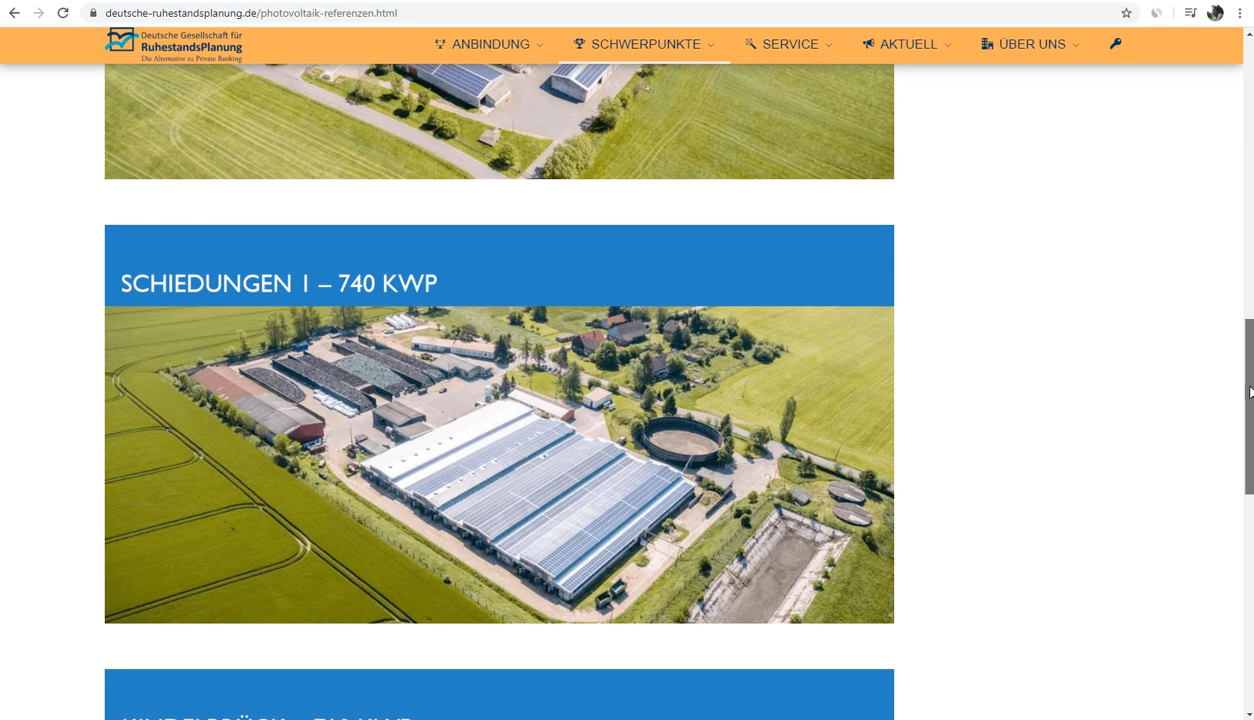 deutsche-ruhestandsplanung.de/photovoltaik-referenzen.html
Deutsche Gesellschaft für
RuhestandsPlanung
Die Alternative zu Private Banking
ANBINDUNG
SCHWERPUNKTE
SERVICE
AKTUELL
ÜBER UNS
SCHIEDUNGEN I – 740 KWP